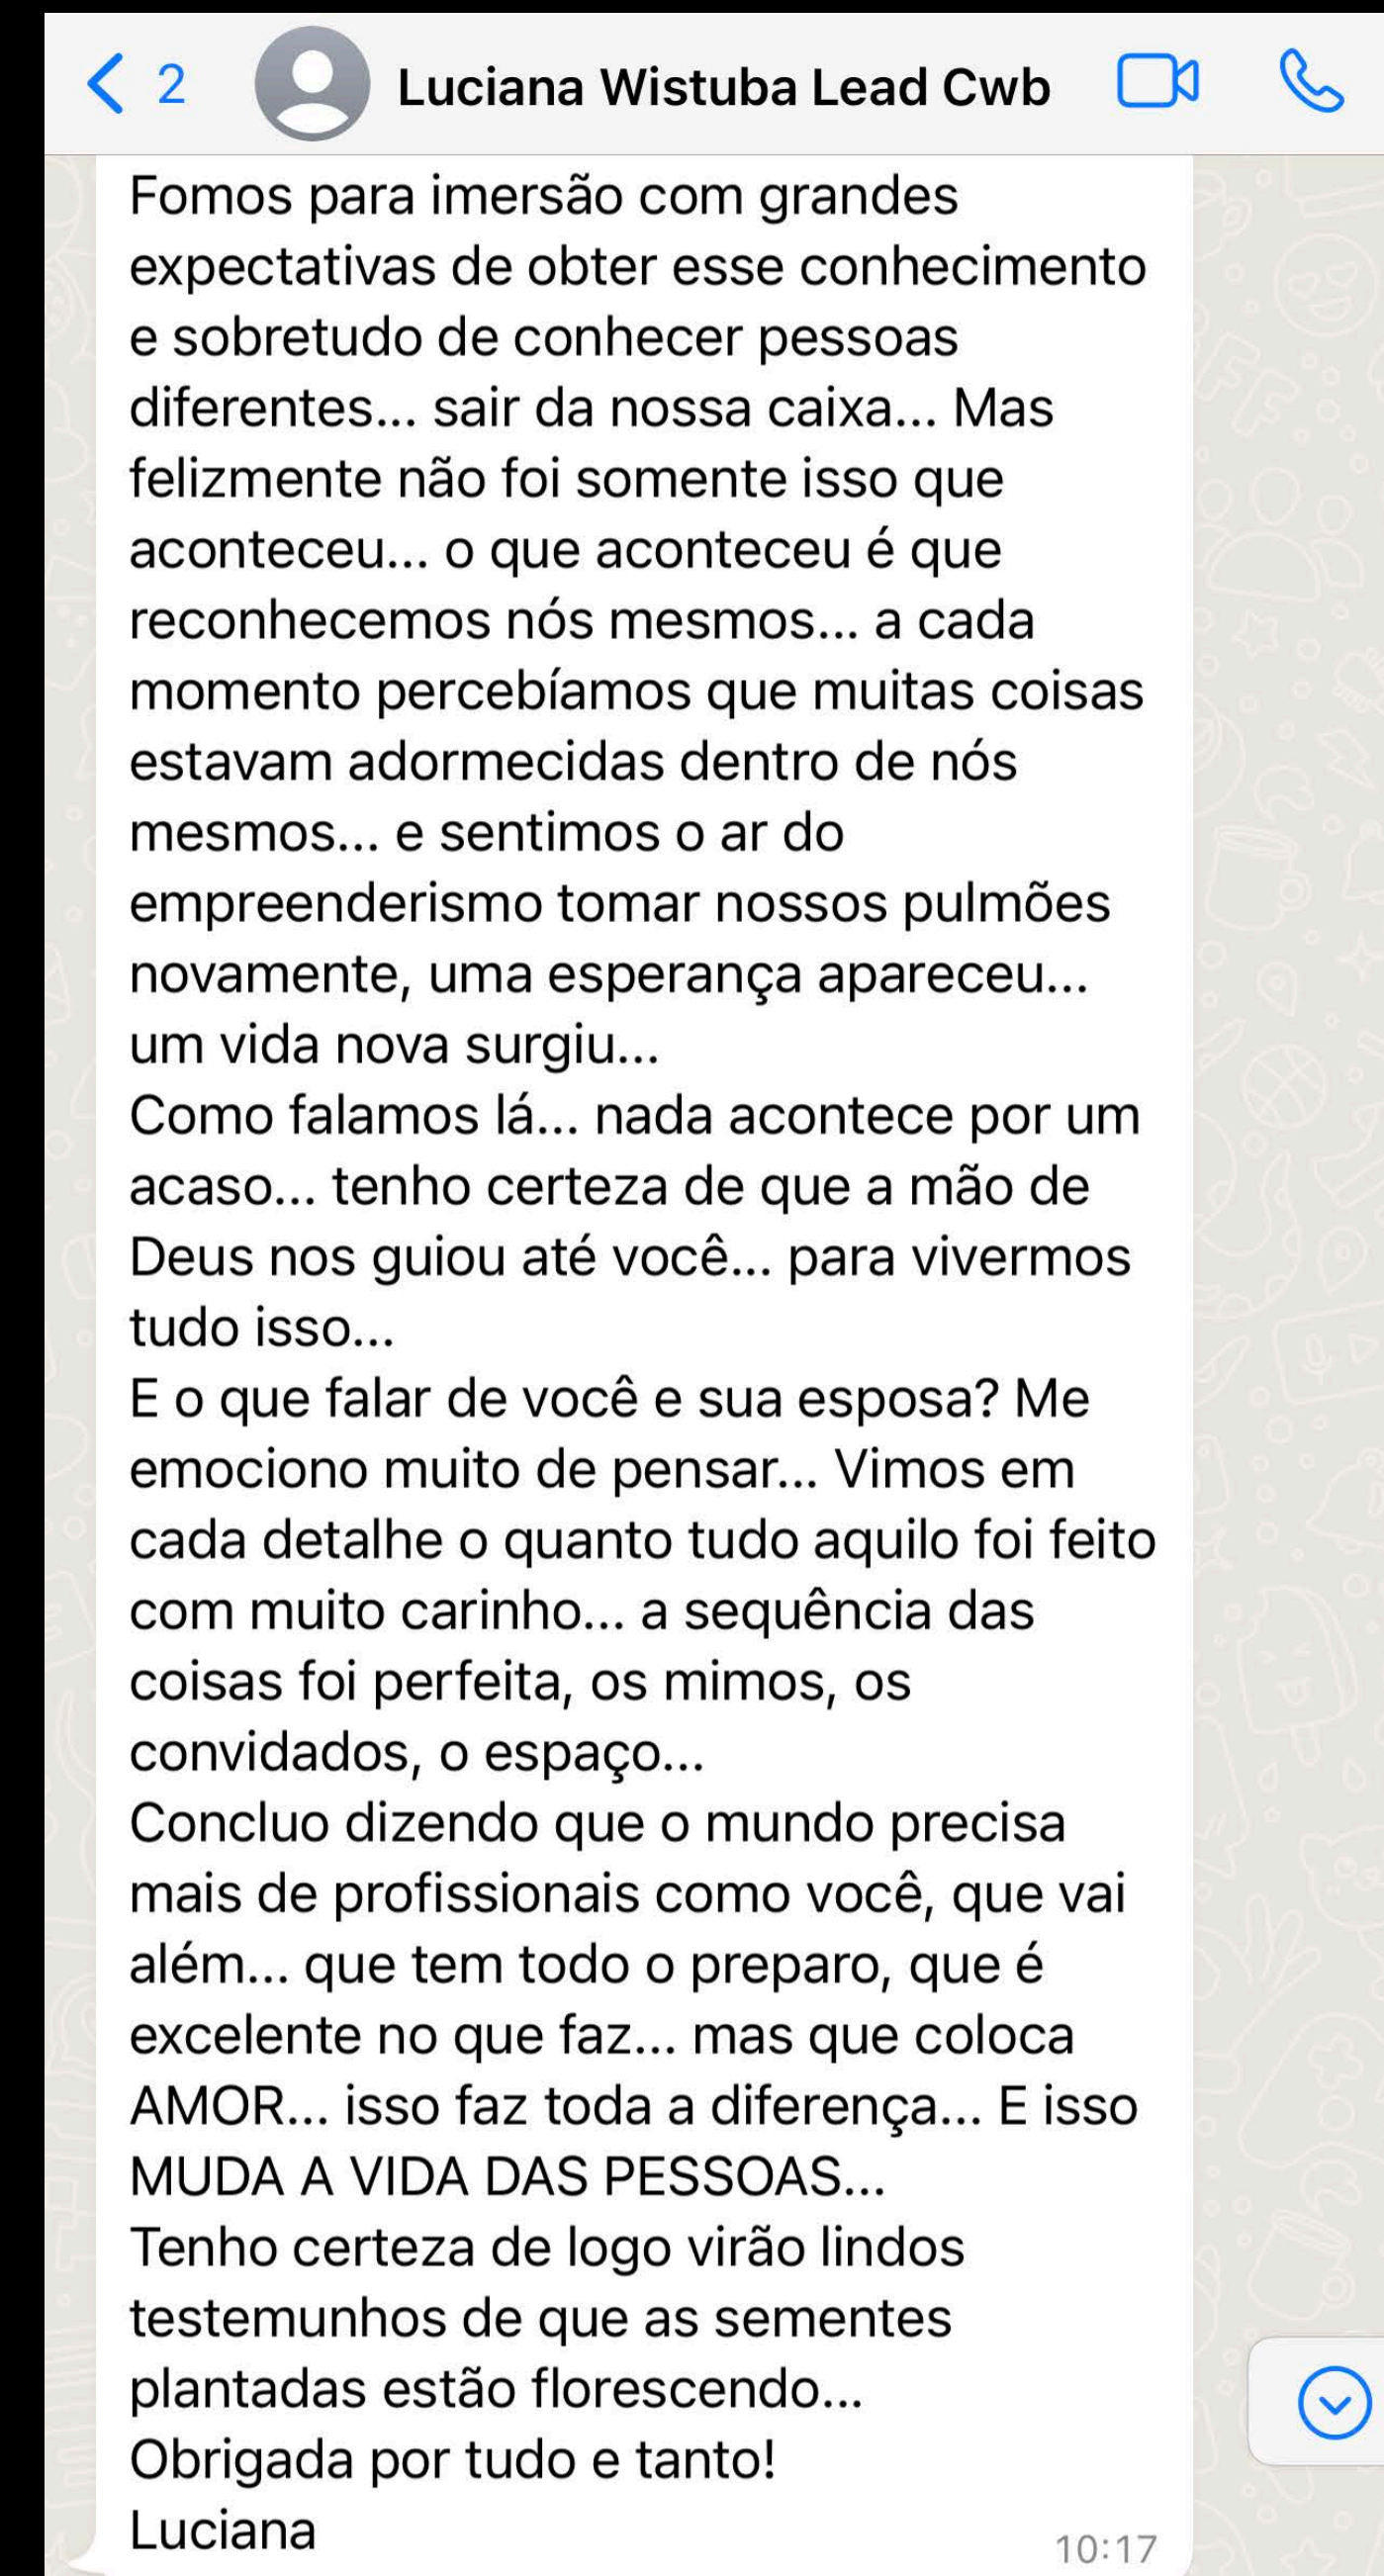 2
Luciana Wistuba Lead Cwb
Fomos para imersão com grandes
expectativas de obter esse conhecimento
e sobretudo de conhecer pessoas
diferentes... sair da nossa caixa... Mas
felizmente não foi somente isso que
aconteceu... o que aconteceu é que
reconhecemos nós mesmos... a cada
momento percebíamos que muitas coisas
estavam adormecidas dentro de nós
mesmos... e sentimos o ar do
empreenderismo tomar nossos pulmões
novamente, uma esperança apareceu...
um vida nova surgiu...
Como falamos lá... nada acontece por um
acaso... tenho certeza de que a mão de
Deus nos guiou até você... para vivermos
tudo isso...
E o que falar de você e sua esposa? Me
emociono muito de pensar... Vimos em
cada detalhe o quanto tudo aquilo foi feito
com muito carinho... a sequência das
coisas foi perfeita, os mimos, os
convidados, o espaço...
Concluo dizendo que o mundo precisa
mais de profissionais como você, que vai
além... que tem todo o preparo, que é
excelente no que faz... mas que coloca
AMOR... isso faz toda a diferença... E isso
MUDA A VIDA DAS PESSOAS...
Tenho certeza de logo virão lindos
testemunhos de que as sementes
plantadas estão florescendo...
Obrigada por tudo e tanto!
Luciana
10:17